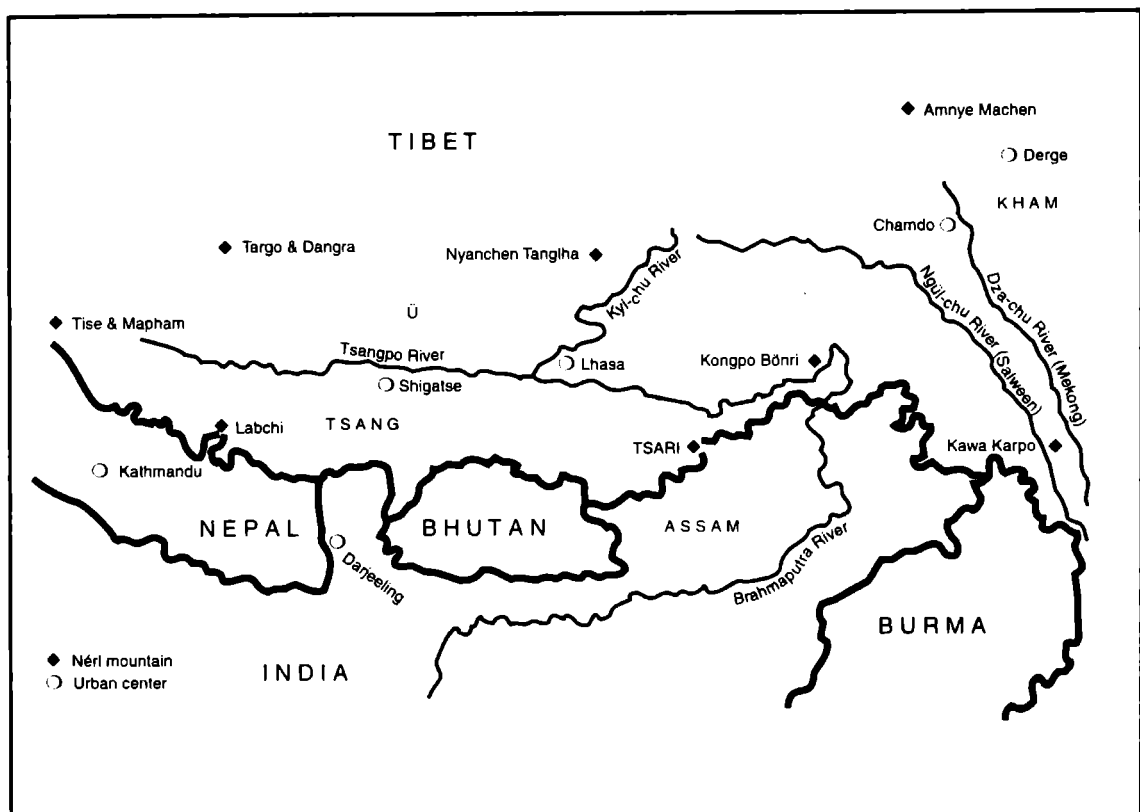 Amnye Machen
TIBET
Derge
KHAM
Chamdo
Targo & Dangra
Nyanchen Tanglha
Kyi-chu River
Ngül-chu River (Salween)
Dza-chu River (Mekong)
Ü
Tise & Mapham
Tsangpo River
Lhasa
Kongpo Bönri
Shigatse
Labchi
TSANG
TSARI
Kawa Karpo
Kathmandu
NEPAL
BHUTAN
ASSAM
Darjeeling
Brahmaputra River
BURMA
INDIA
Néri mountain
Urban center